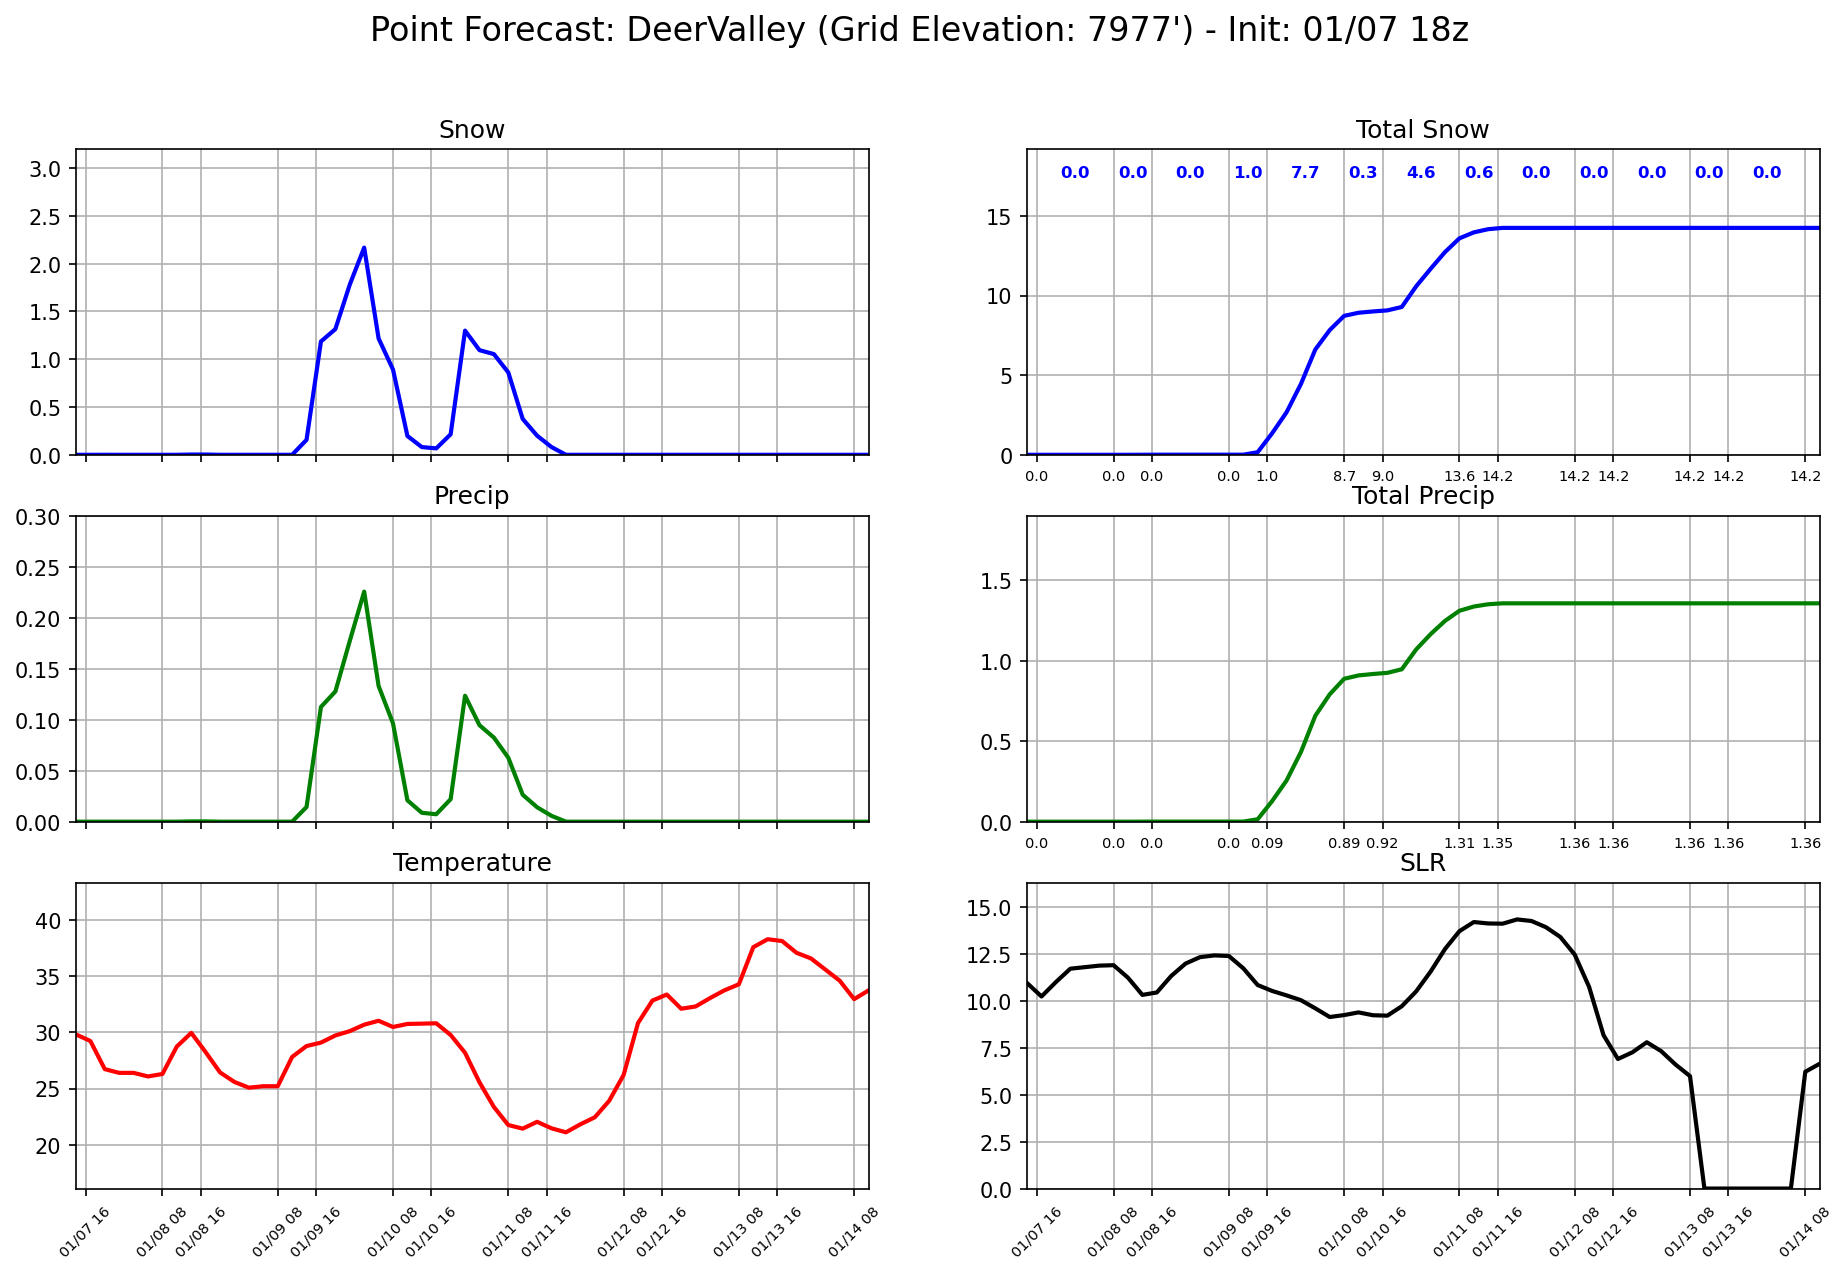 Point Forecast: DeerValley (Grid Elevation: 7977') - Init: 01/07 18z
Snow
3.0
2.5
2.0
1.5
1.0
0.5
0.0
Total Snow
0.0 0.0 0.0 1.0 7.7 0.3 4.6 0.6 0.0 0.0 0.0 0.0 0.0
15
10
5
0
0.0 0.0 0.0 0.0 1.0 8.7 9.0 13.6 14.2 14.2 14.2 14.2 14.2 14.2
Precip
0.30
0.25
0.20
0.15
0.10
0.05
0.00
Total Precip
1.5
1.0
0.5
0.0
0.0 0.0 0.0 0.0 0.09 0.89 0.92 1.31 1.35 1.36 1.36 1.36 1.36 1.36
Temperature
40
35
30
25
20
01/07 16 01/08 08 01/08 16 01/09 08 01/09 16 01/10 08 01/10 16 01/11 08 01/11 16 01/12 08 01/12 16 01/13 08 01/13 16 01/14 08
SLR
15.0
12.5
10.0
7.5
5.0
2.5
0.0
01/07 16 01/08 08 01/08 16 01/09 08 01/09 16 01/10 08 01/10 16 01/11 08 01/11 16 01/12 08 01/12 16 01/13 08 01/13 16 01/14 08